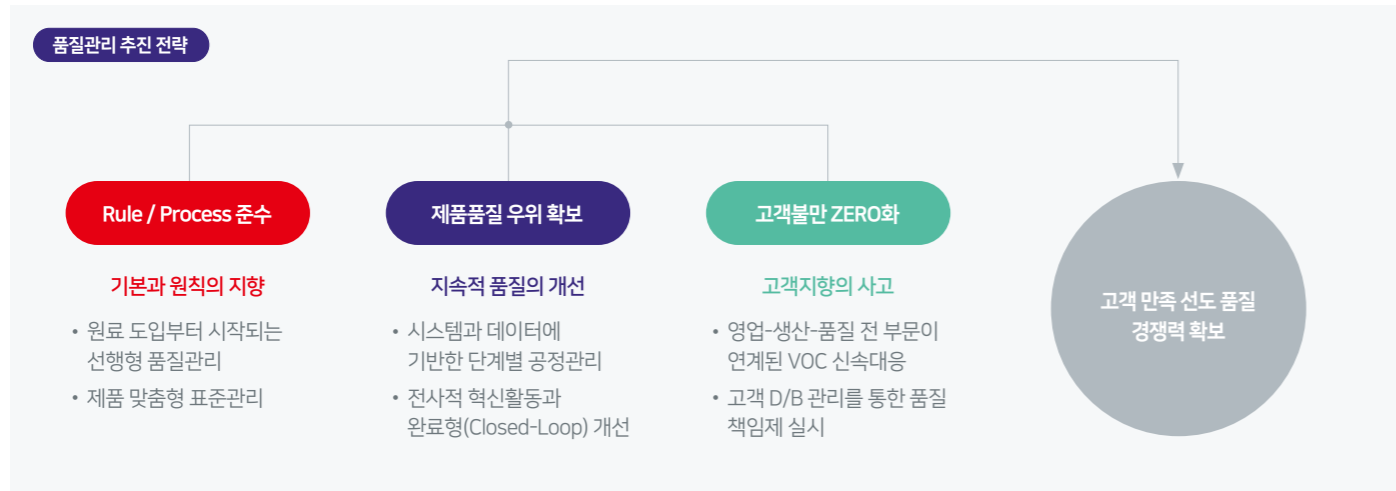 품질관리 추진 전략
Rule / Process 준수
기본과 원칙의 지향
• 원료 도입부터 시작되는
선행형 품질관리
• 제품 맞춤형 표준관리
제품품질 우위 확보
지속적 품질의 개선
• 시스템과 데이터에
기반한 단계별 공정관리
• 전사적 혁신활동과
완료형(Closed-Loop) 개선
고객불만 ZERO화
고객지향의 사고
• 영업-생산-품질 전 부문이
연계된 VOC 신속대응
• 고객 D/B 관리를 통한 품질
책임제 실시
고객 만족 선도 품질
경쟁력 확보